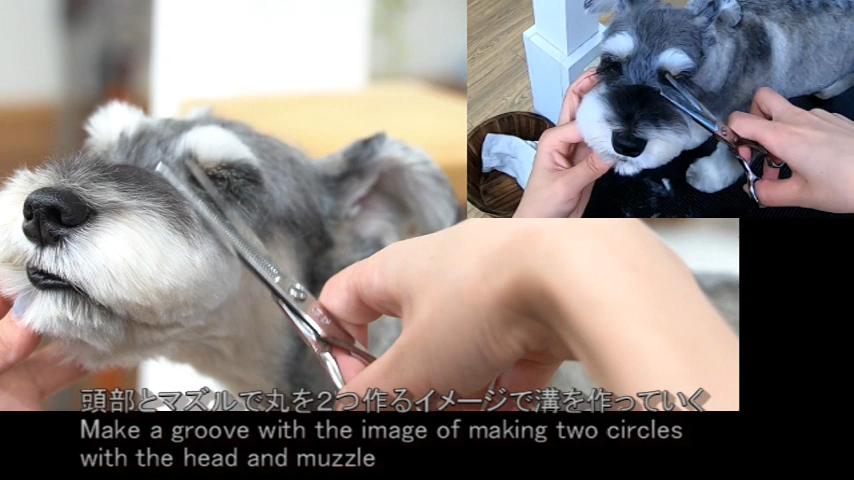 頭部とマズルで丸を２つ作るイメージで溝を作っていく
Make a groove with the image of making two circles
with the head and muzzle